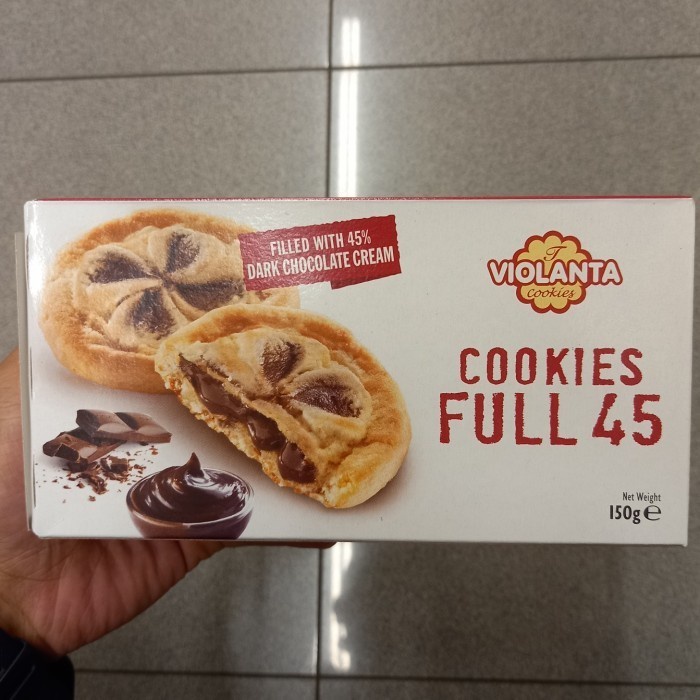 FILLED WITH 45%
DARK CHOCOLATE CREAM
T
VIOLANTA
Cookies
COOKIES
FULL 45
Net Weight
150g e